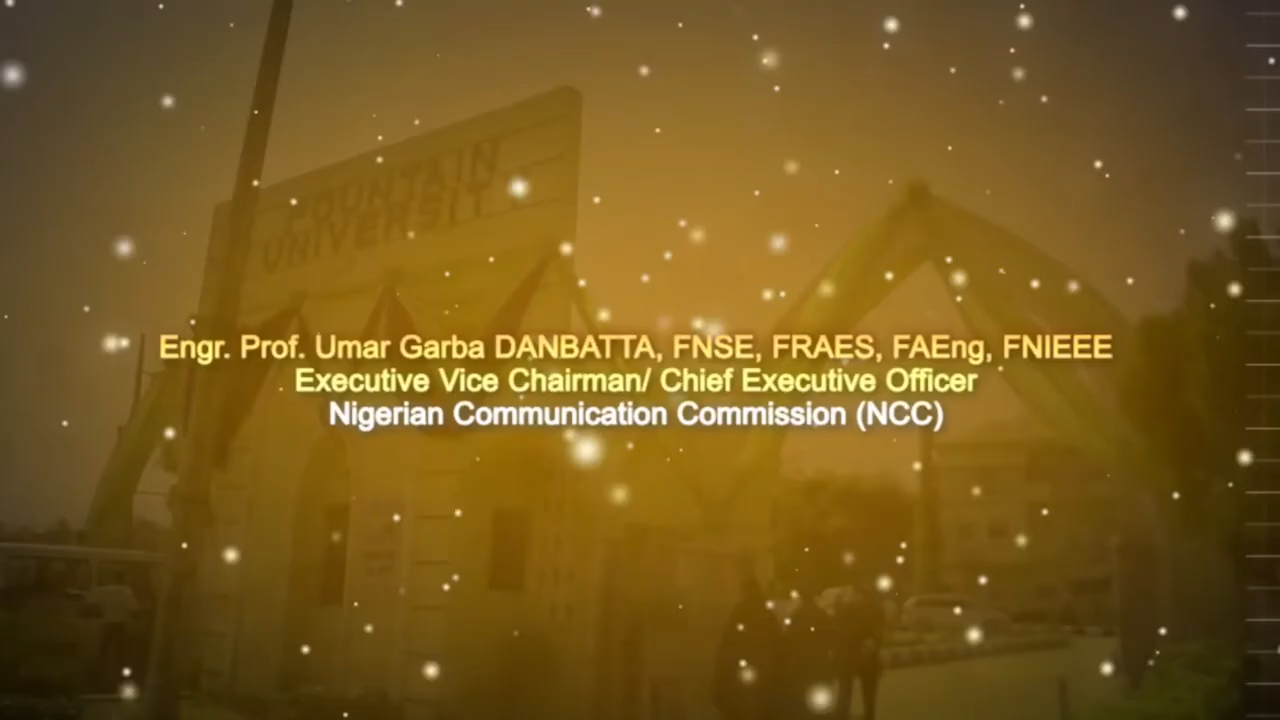 FOUNTAIN
UNIVERSIT
Engr. Prof. Umar Garba DANBATTA, FNSE, FRAES, FAEng, FNIEEE
Executive Vice Chairman/ Chief Executive Officer
Nigerian Communication Commission (NCC)